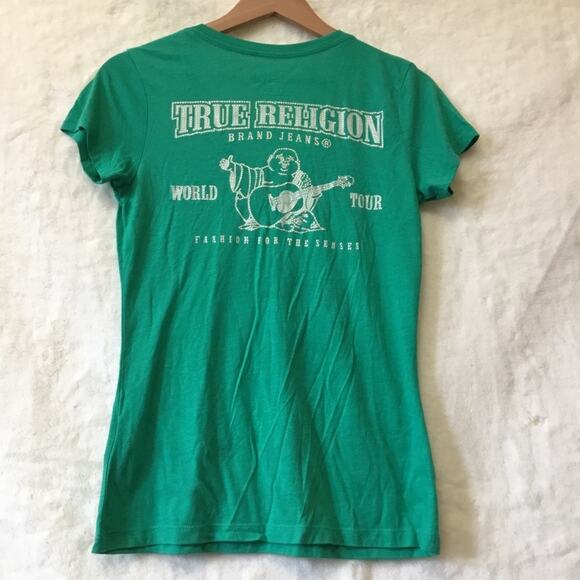 TRUE RELIGION
BRAND JEANS®
WORLD TOUR
FASHION FOR THE SENSES